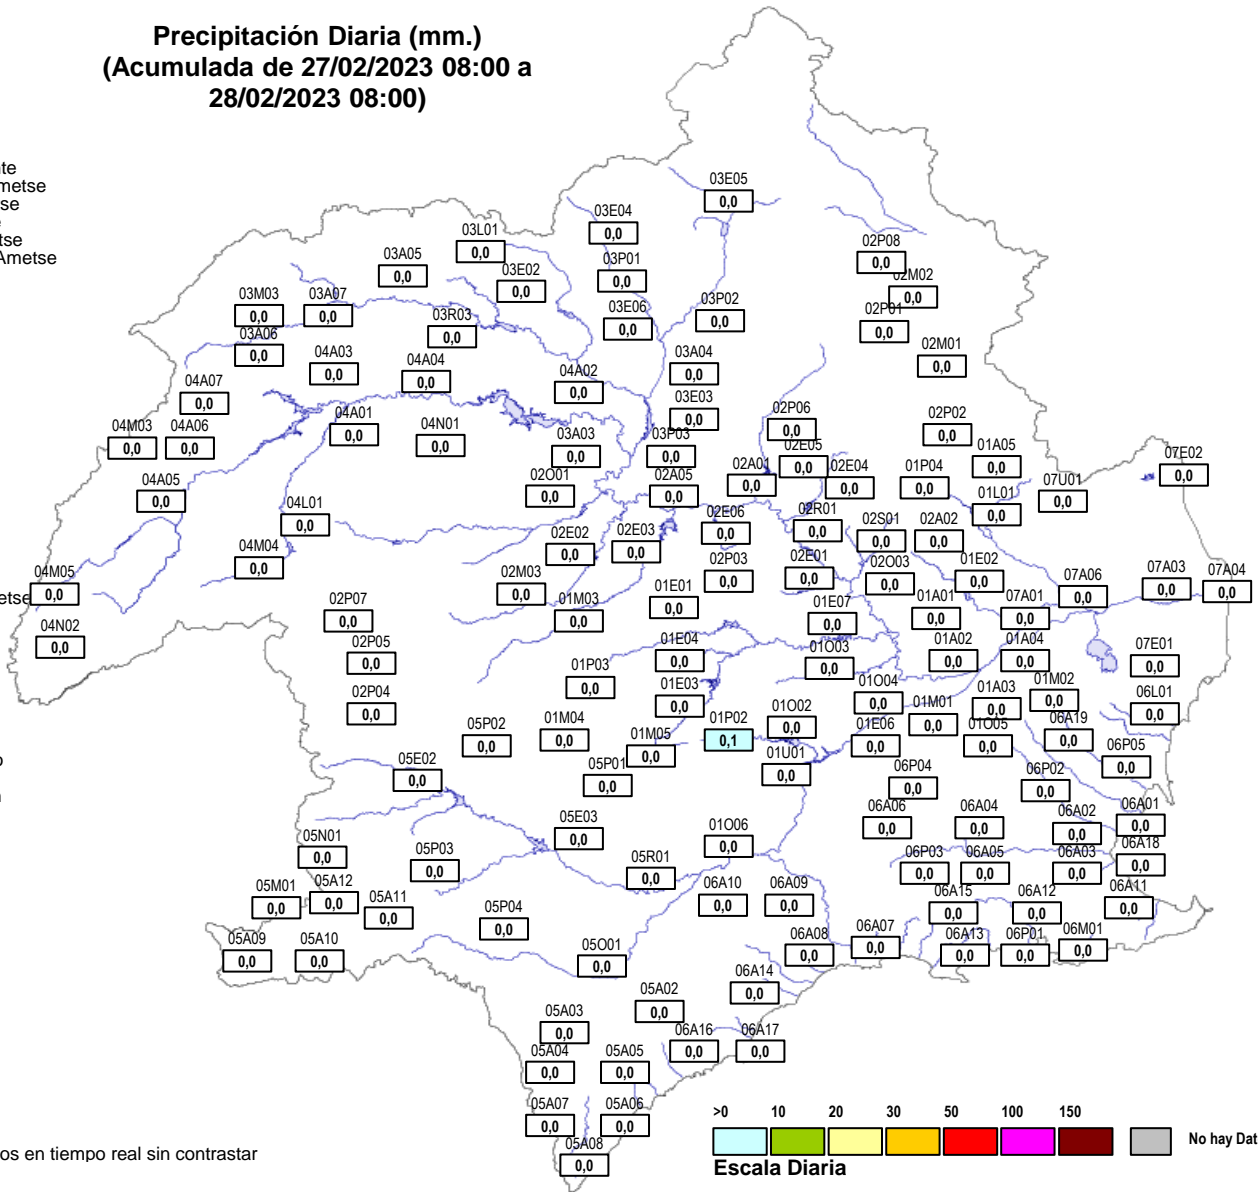 Precipitación Diaria (mm.)
(Acumulada de 27/02/2023 08:00 a
28/02/2023 08:00)
nte
metse
se
e
tse
Ametse
03E05
0,0
03E04
0,0
03L01
0,0
03A05
0,0
03P01
0,0
03E02
0,0
02P08
0,0
02M02
0,0
03M03
0,0
03A07
0,0
03R03
0,0
03E06
0,0
03P02
0,0
02P01
0,0
03A06
0,0
04A03
0,0
04A04
0,0
04A02
0,0
03A04
0,0
02M01
0,0
04A07
0,0
03E03
0,0
04M03
0,0
04A06
0,0
04A01
0,0
04N01
0,0
03A03
0,0
03P03
0,0
02P06
0,0
02P02
0,0
02E05
0,0
01A05
0,0
07E02
0,0
04A05
0,0
02O01
0,0
02A05
0,0
02A01
0,0
02E04
0,0
01P04
0,0
07U01
0,0
01L01
0,0
04L01
0,0
02E06
0,0
02R01
0,0
02S01
0,0
02A02
0,0
04M04
0,0
02E02
0,0
02E03
0,0
02P03
0,0
02E01
0,0
02O03
0,0
01E02
0,0
04M05
0,0
etse
02M03
0,0
01E01
0,0
07A06
0,0
07A03
0,0
07A04
0,0
02P07
0,0
01M03
0,0
01E07
0,0
01A01
0,0
07A01
0,0
04N02
0,0
02P05
0,0
01E04
0,0
01O03
0,0
01A02
0,0
01A04
0,0
07E01
0,0
01P03
0,0
01E03
0,0
01O04
0,0
01A03
0,0
01M02
0,0
06L01
0,0
02P04
0,0
05P02
0,0
01M04
0,0
01M05
0,0
01P02
0,1
01O02
0,0
01E06
0,0
01M01
0,0
01O05
0,0
06A19
0,0
06P05
0,0
o
05E02
0,0
05P01
0,0
01U01
0,0
06P04
0,0
06P02
0,0
05E03
0,0
01O06
0,0
06A06
0,0
06A04
0,0
06A02
0,0
06A01
0,0
05N01
0,0
05P03
0,0
05R01
0,0
06P03
0,0
06A05
0,0
06A03
0,0
06A18
0,0
05M01
0,0
05A12
0,0
05A11
0,0
06A10
0,0
06A09
0,0
06A15
0,0
06A12
0,0
06A11
0,0
05P04
0,0
05A09
0,0
05A10
0,0
05O01
0,0
06A08
0,0
06A07
0,0
06A13
0,0
06P01
0,0
06M01
0,0
06A14
0,0
05A02
0,0
05A03
0,0
06A16
0,0
06A17
0,0
05A04
0,0
05A05
0,0
05A07
0,0
05A06
0,0
05A08
0,0
>0 10 20 30 50 100 150
No hay Dat
Escala Diaria
os en tiempo real sin contrastar